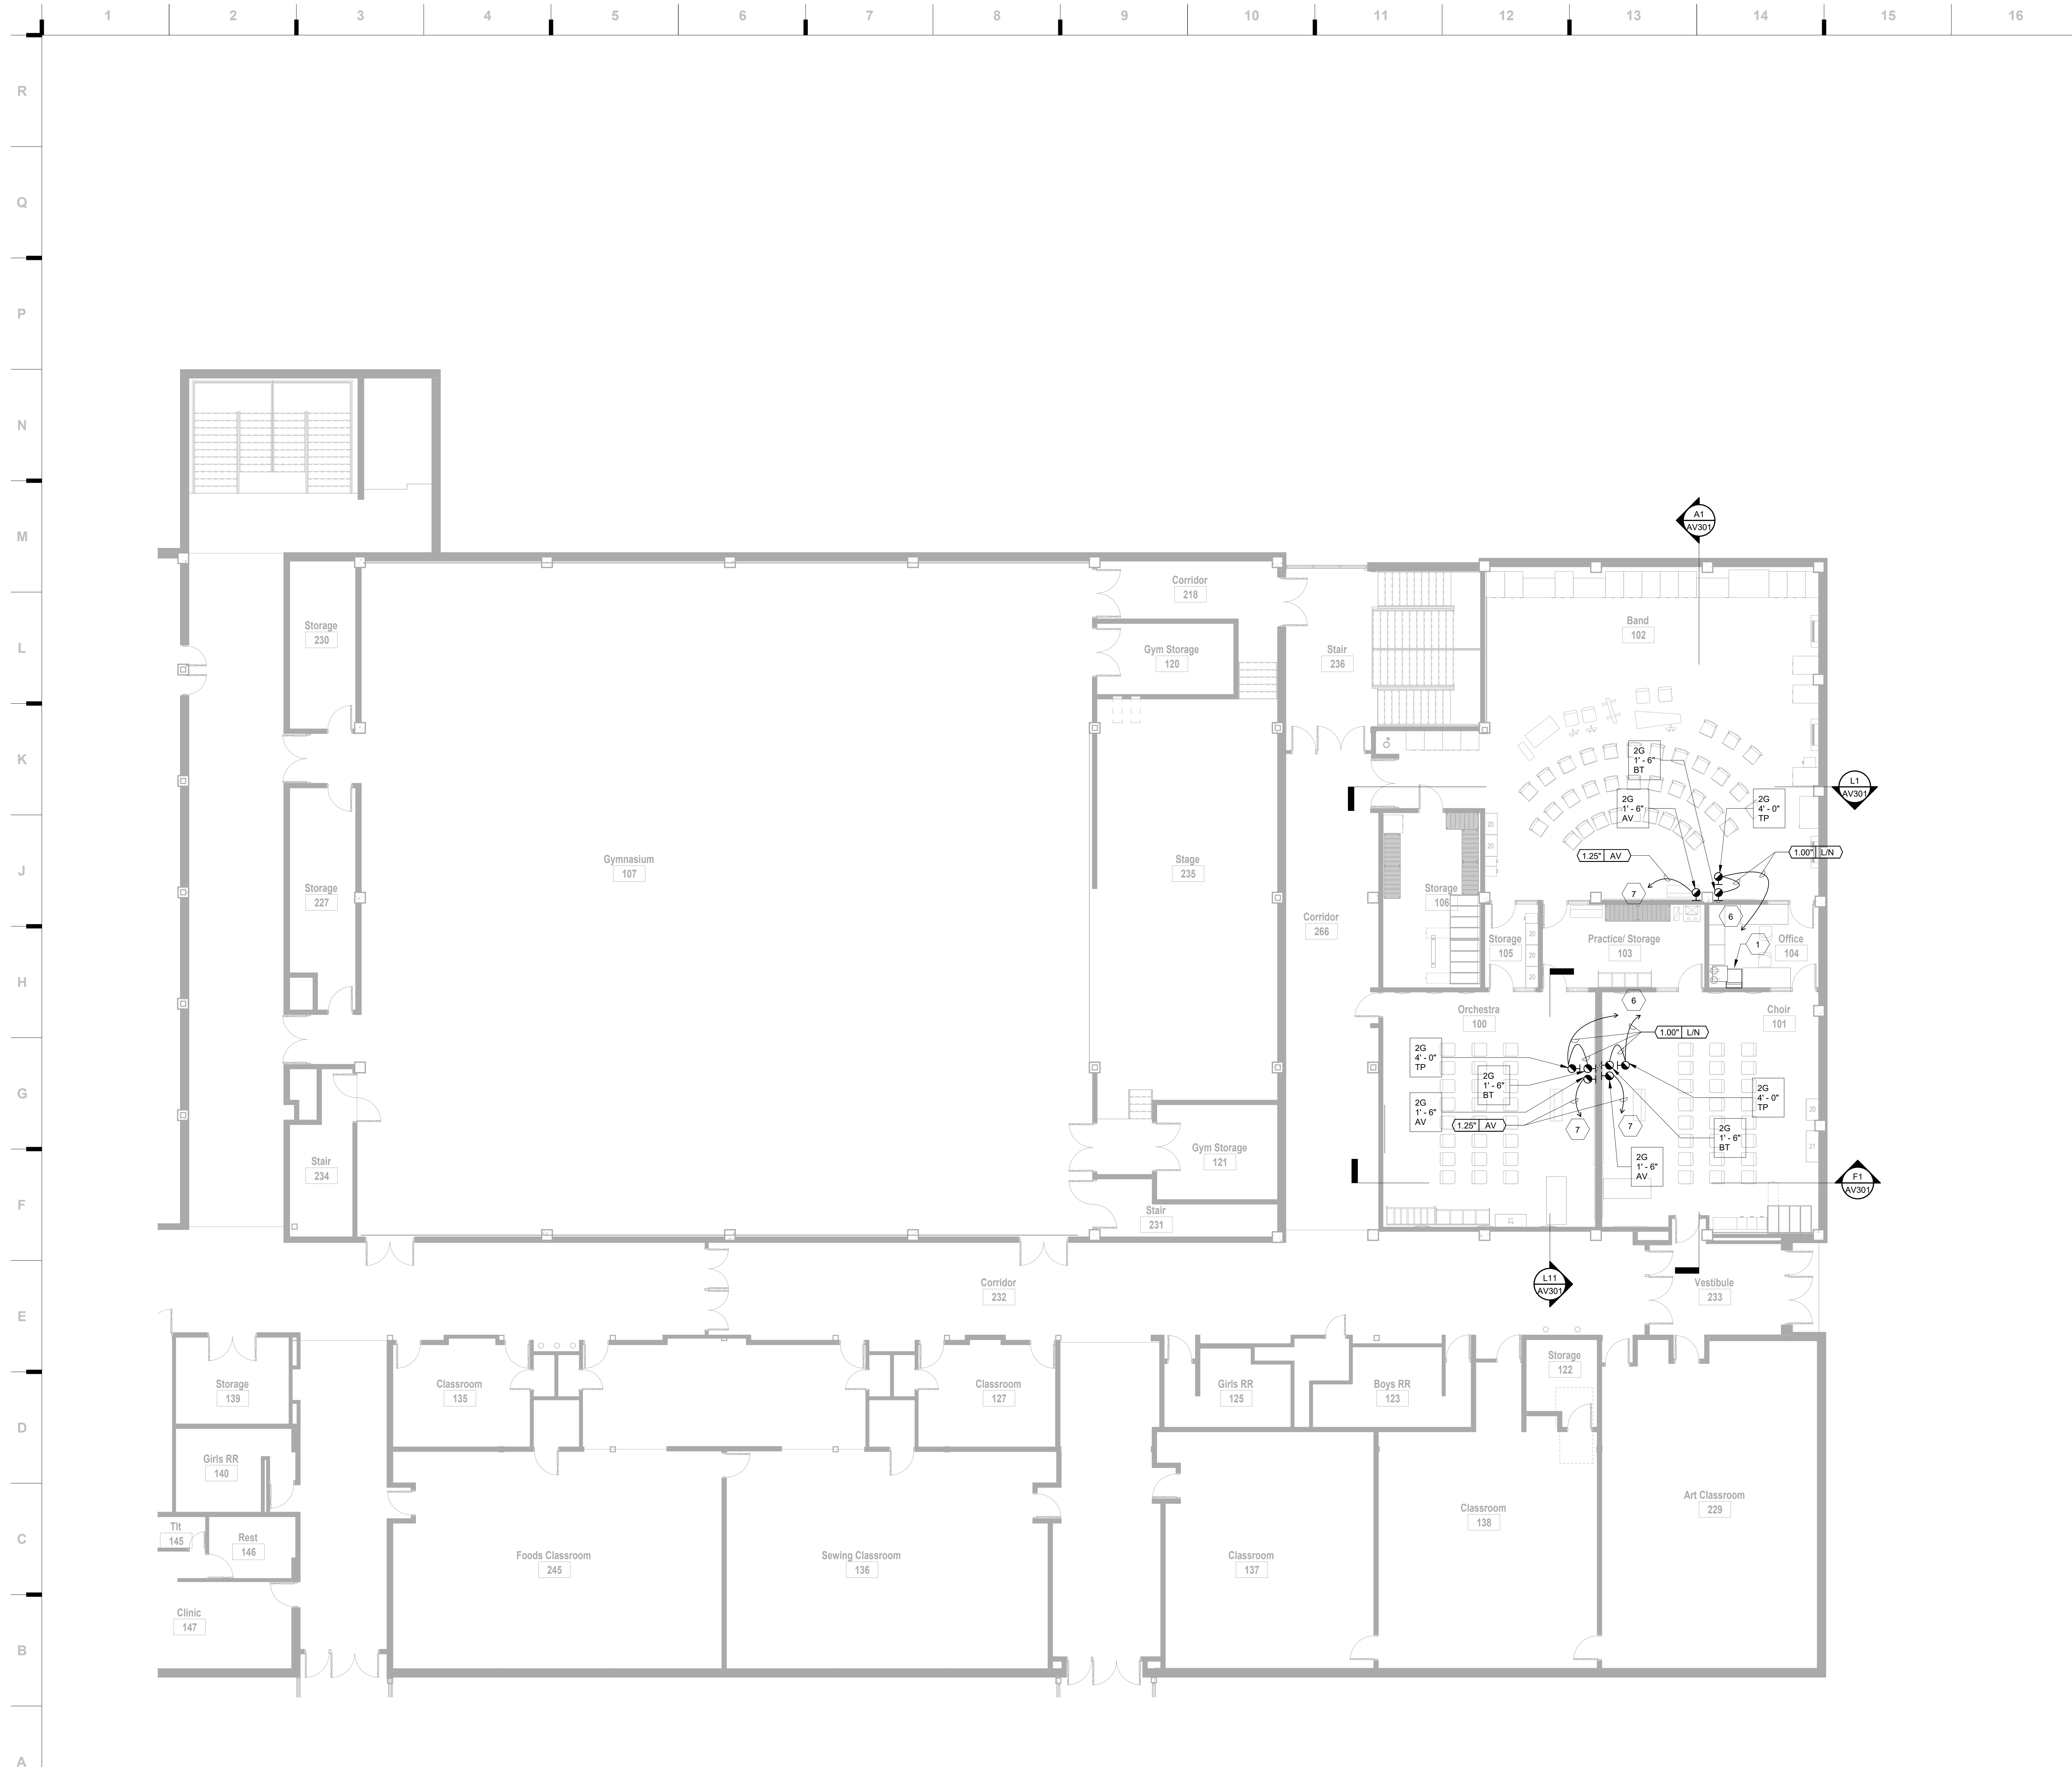 1 2 3 4 5 6 7 8 9 10 11 12 13 14 15 16
R
Q
P
N
M
L
K
J
H
G
F
E
D
C
B
A
A1
AV301
Corridor
218
Storage
230
Gym Storage
120
Stair
236
Band
102
2G
1' - 6"
BT
L1
AV301
2G
1' - 6"
AV
2G
4' - 0"
TP
1.25" AV
1.00" L/N
Gymnasium
107
Stage
235
20
20
Storage
227
Storage
106
7
6
Corridor
266
Storage
105
20
20
20
Practice/ Storage
103
1
Office
104
Orchestra
100
6
Choir
101
1.00" L/N
2G
4' - 0"
TP
2G
1' - 6"
BT
2G
4' - 0"
TP
2G
1' - 6"
AV
1.25" AV
7
7
2G
1' - 6"
BT
20
21
2G
1' - 6"
AV
Gym Storage
121
Stair
234
F1
AV301
Stair
231
21
L11
AV301
Corridor
232
Vestibule
233
Storage
139
Classroom
135
Classroom
127
Girls RR
125
Boys RR
123
Storage
122
Girls RR
140
Tlt
145
Rest
146
Foods Classroom
245
Sewing Classroom
136
Classroom
137
Classroom
138
Art Classroom
229
Clinic
147